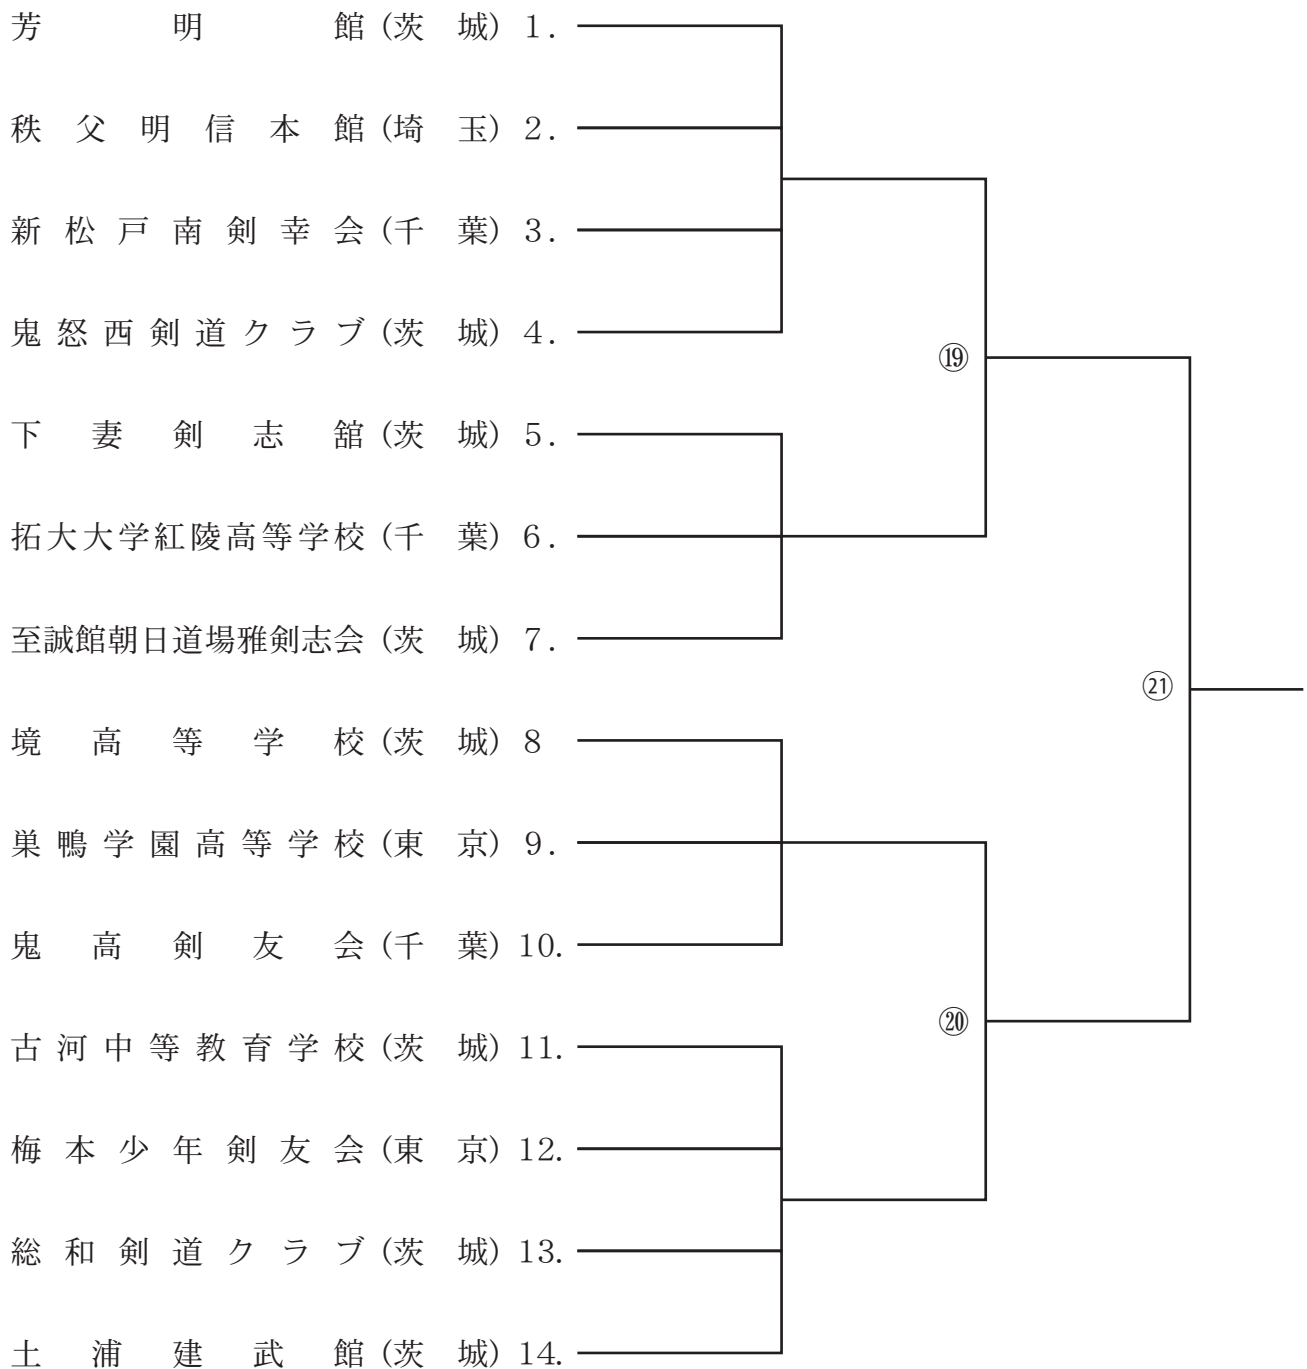 芳明館(茨城) 1.
秩父明信本館(埼玉) 2.
新松戸南剣幸会(千葉) 3.
鬼怒西剣道クラブ(茨城) 4.
⑲
下妻剣志舘(茨城) 5.
拓大大学紅陵高等学校(千葉) 6.
至誠館朝日道場雅剣志会(茨城) 7.
㉑
境高等学校(茨城) 8
巣鴨学園高等学校(東京) 9.
鬼高剣友会(千葉) 10.
⑳
古河中等教育学校(茨城) 11.
梅本少年剣友会(東京) 12.
総和剣道クラブ(茨城) 13.
土浦建武館(茨城) 14.